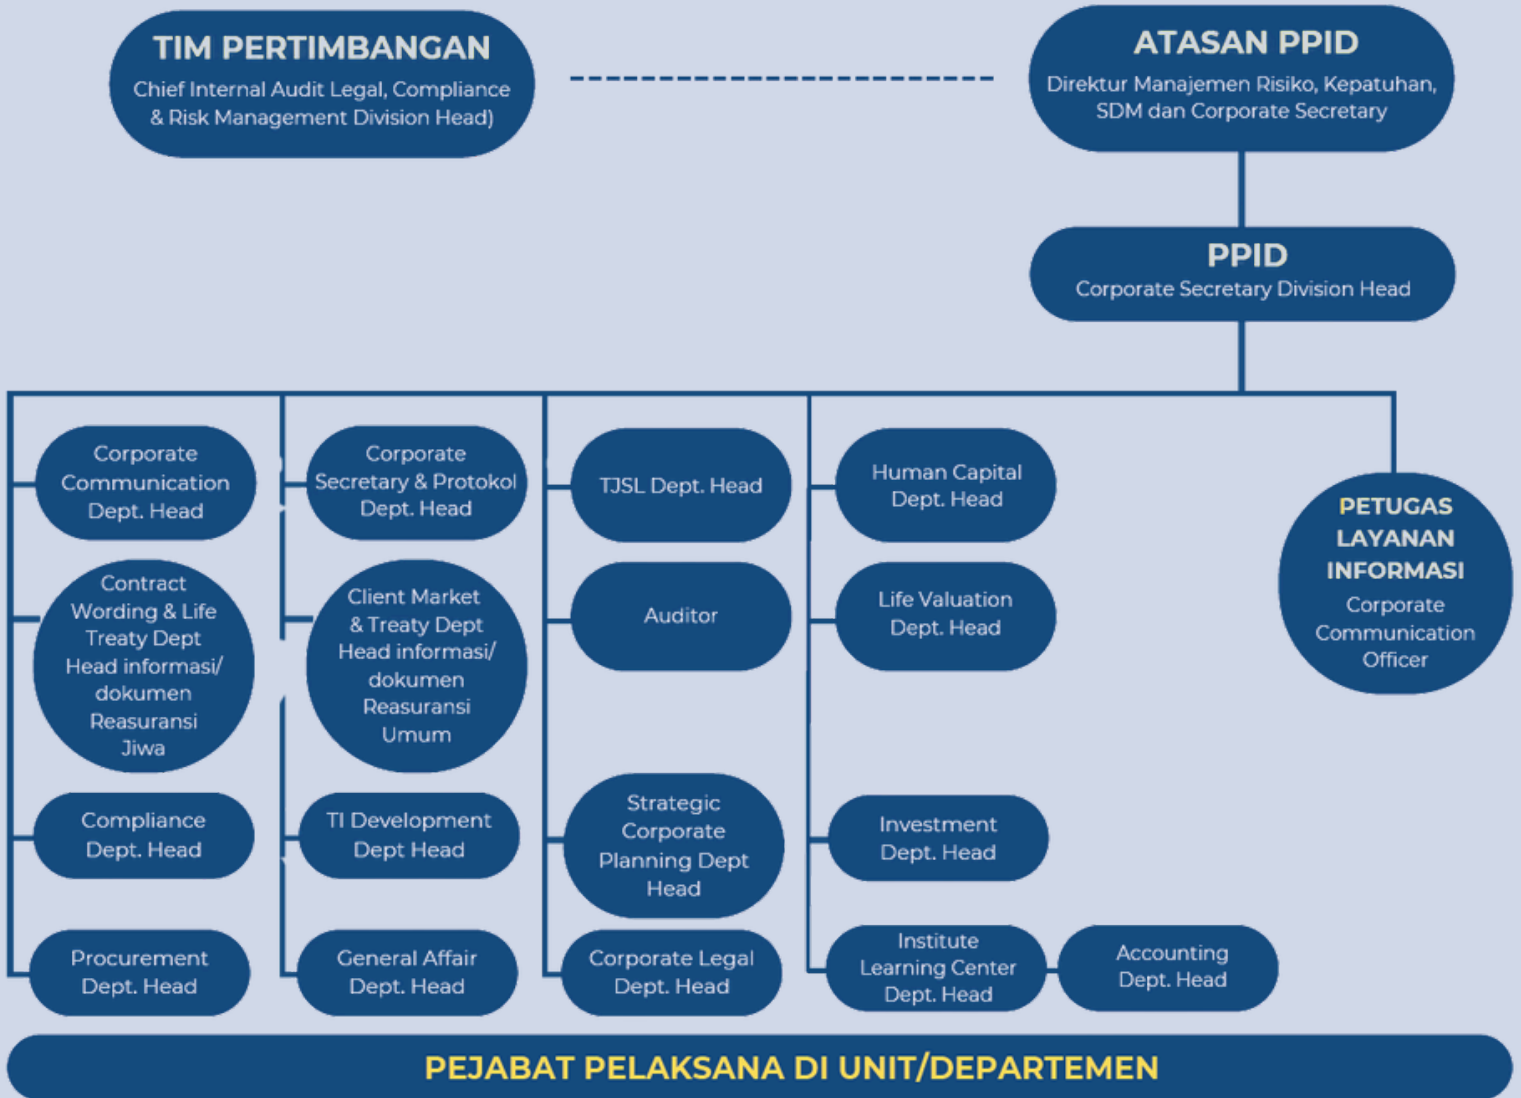 TIM PERTIMBANGAN
Chief Internal Audit Legal, Compliance
& Risk Management Division Head)
ATASAN PPID
Direktur Manajemen Risiko, Kepatuhan,
SDM dan Corporate Secretary
PPID
Corporate Secretary Division Head
Corporate
Communication
Dept. Head
Corporate
Secretary & Protokol
Dept. Head
TJSL Dept. Head
Human Capital
Dept. Head
PETUGAS
LAYANAN
INFORMASI
Corporate
Communication
Officer
Contract
Wording & Life
Treaty Dept
Head informasi/
dokumen
Reasuransi
Jiwa
Client Market
& Treaty Dept
Head informasi/
dokumen
Reasuransi
Umum
Auditor
Life Valuation
Dept. Head
Compliance
Dept. Head
TI Development
Dept Head
Strategic
Corporate
Planning Dept
Head
Investment
Dept. Head
Procurement
Dept. Head
General Affair
Dept. Head
Corporate Legal
Dept. Head
Institute
Learning Center
Dept. Head
Accounting
Dept. Head
PEJABAT PELAKSANA DI UNIT/DEPARTEMEN